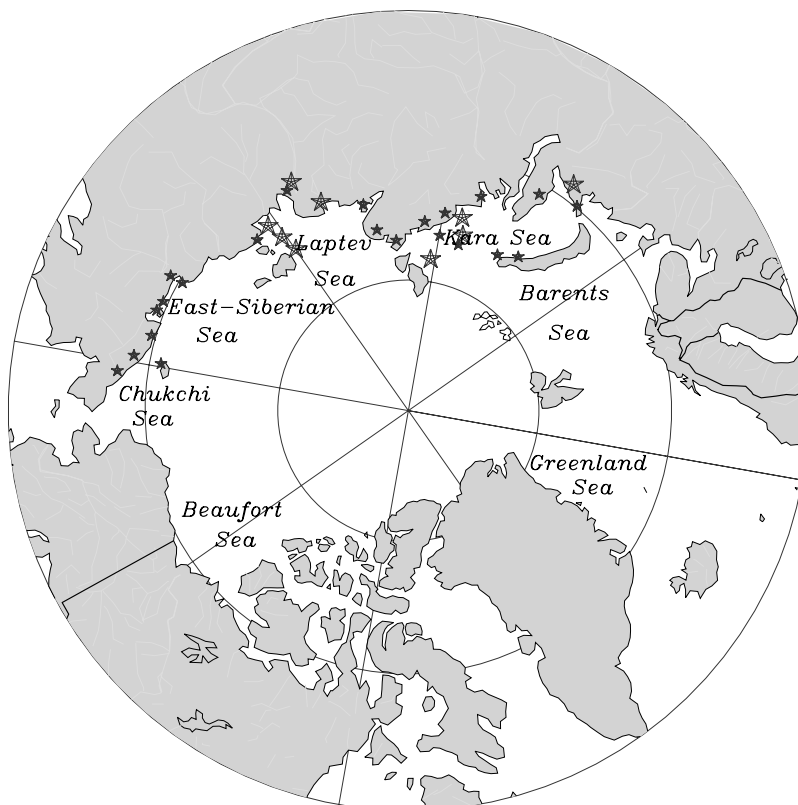 Kara Sea
Laptev
Sea
Barents
Sea
East-Siberian
Sea
Chukchi
Sea
Greenland
Sea
Beaufort
Sea